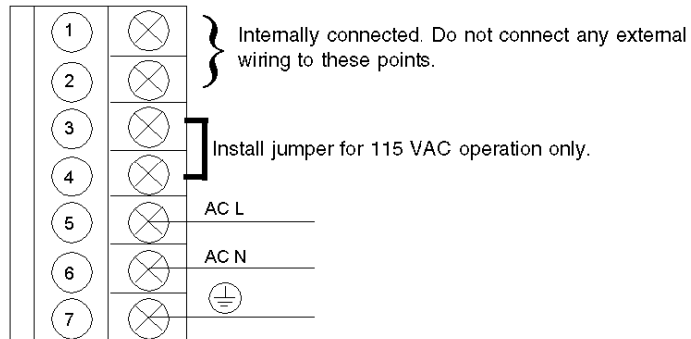 1
Internally connected. Do not connect any external
2
wiring to these points.
3
Install jumper for 115 VAC operation only.
4
5
AC L
6
AC N
7